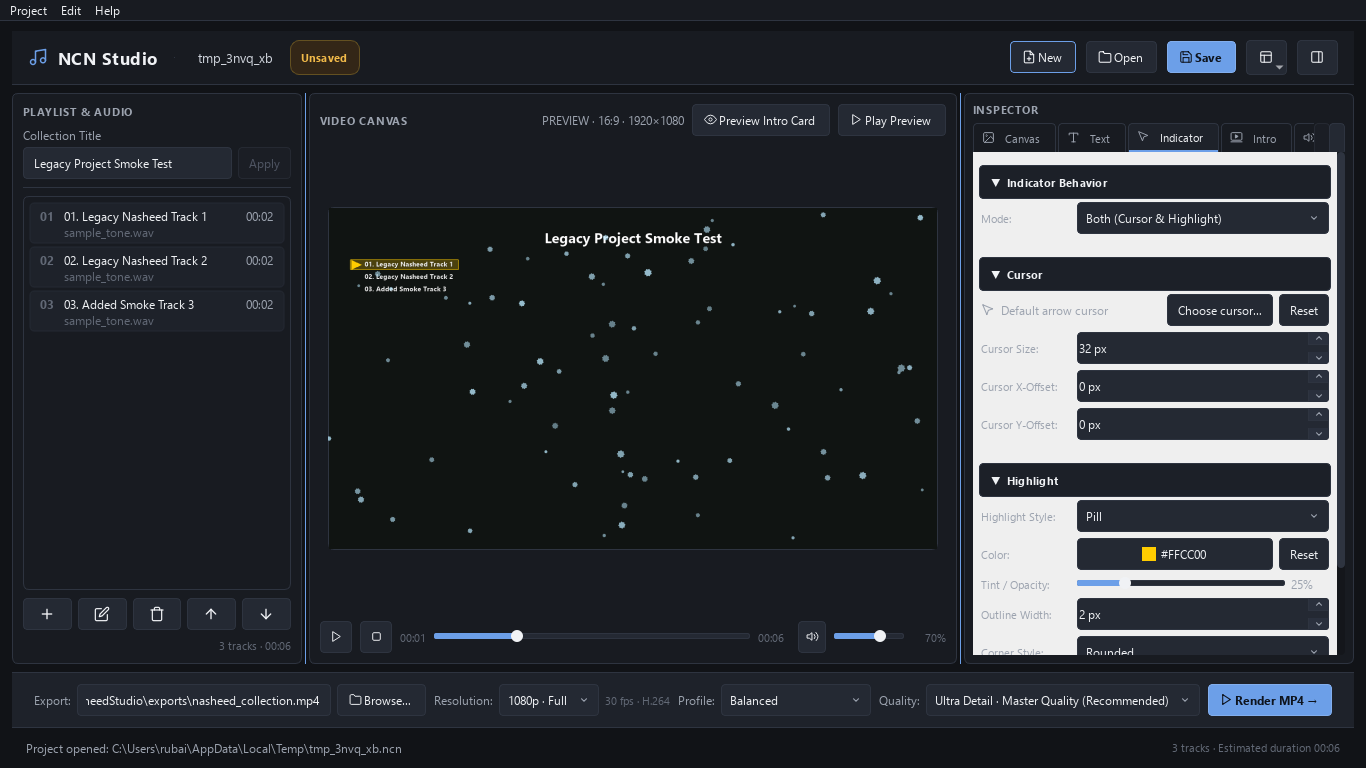 Project Edit Help
NCN Studio tmp_3nvq_xb Unsaved New Open Save
PLAYLIST & AUDIO
Collection Title
Legacy Project Smoke Test Apply
01 01. Legacy Nasheed Track 1 00:02
sample_tone.wav
02 02. Legacy Nasheed Track 2 00:02
sample_tone.wav
03 03. Added Smoke Track 3 00:02
sample_tone.wav
3 tracks · 00:06
VIDEO CANVAS PREVIEW · 16:9 · 1920×1080 Preview Intro Card Play Preview
Legacy Project Smoke Test
01. Legacy Nasheed Track 1
02. Legacy Nasheed Track 2
03. Added Smoke Track 3
00:01 00:06 70%
INSPECTOR
Canvas Text Indicator Intro
Indicator Behavior
Mode: Both (Cursor & Highlight)
Cursor
Default arrow cursor Choose cursor... Reset
Cursor Size: 32 px
Cursor X-Offset: 0 px
Cursor Y-Offset: 0 px
Highlight
Highlight Style: Pill
Color: #FFCC00 Reset
Tint / Opacity: 25%
Outline Width: 2 px
Corner Style: Rounded
Export: needStudio\exports\nasheed_collection.mp4 Browse... Resolution: 1080p · Full 30 fps · H.264 Profile: Balanced Quality: Ultra Detail · Master Quality (Recommended) Render MP4 →
Project opened: C:\Users\rubai\AppData\Local\Temp\tmp_3nvq_xb.ncn 3 tracks · Estimated duration 00:06